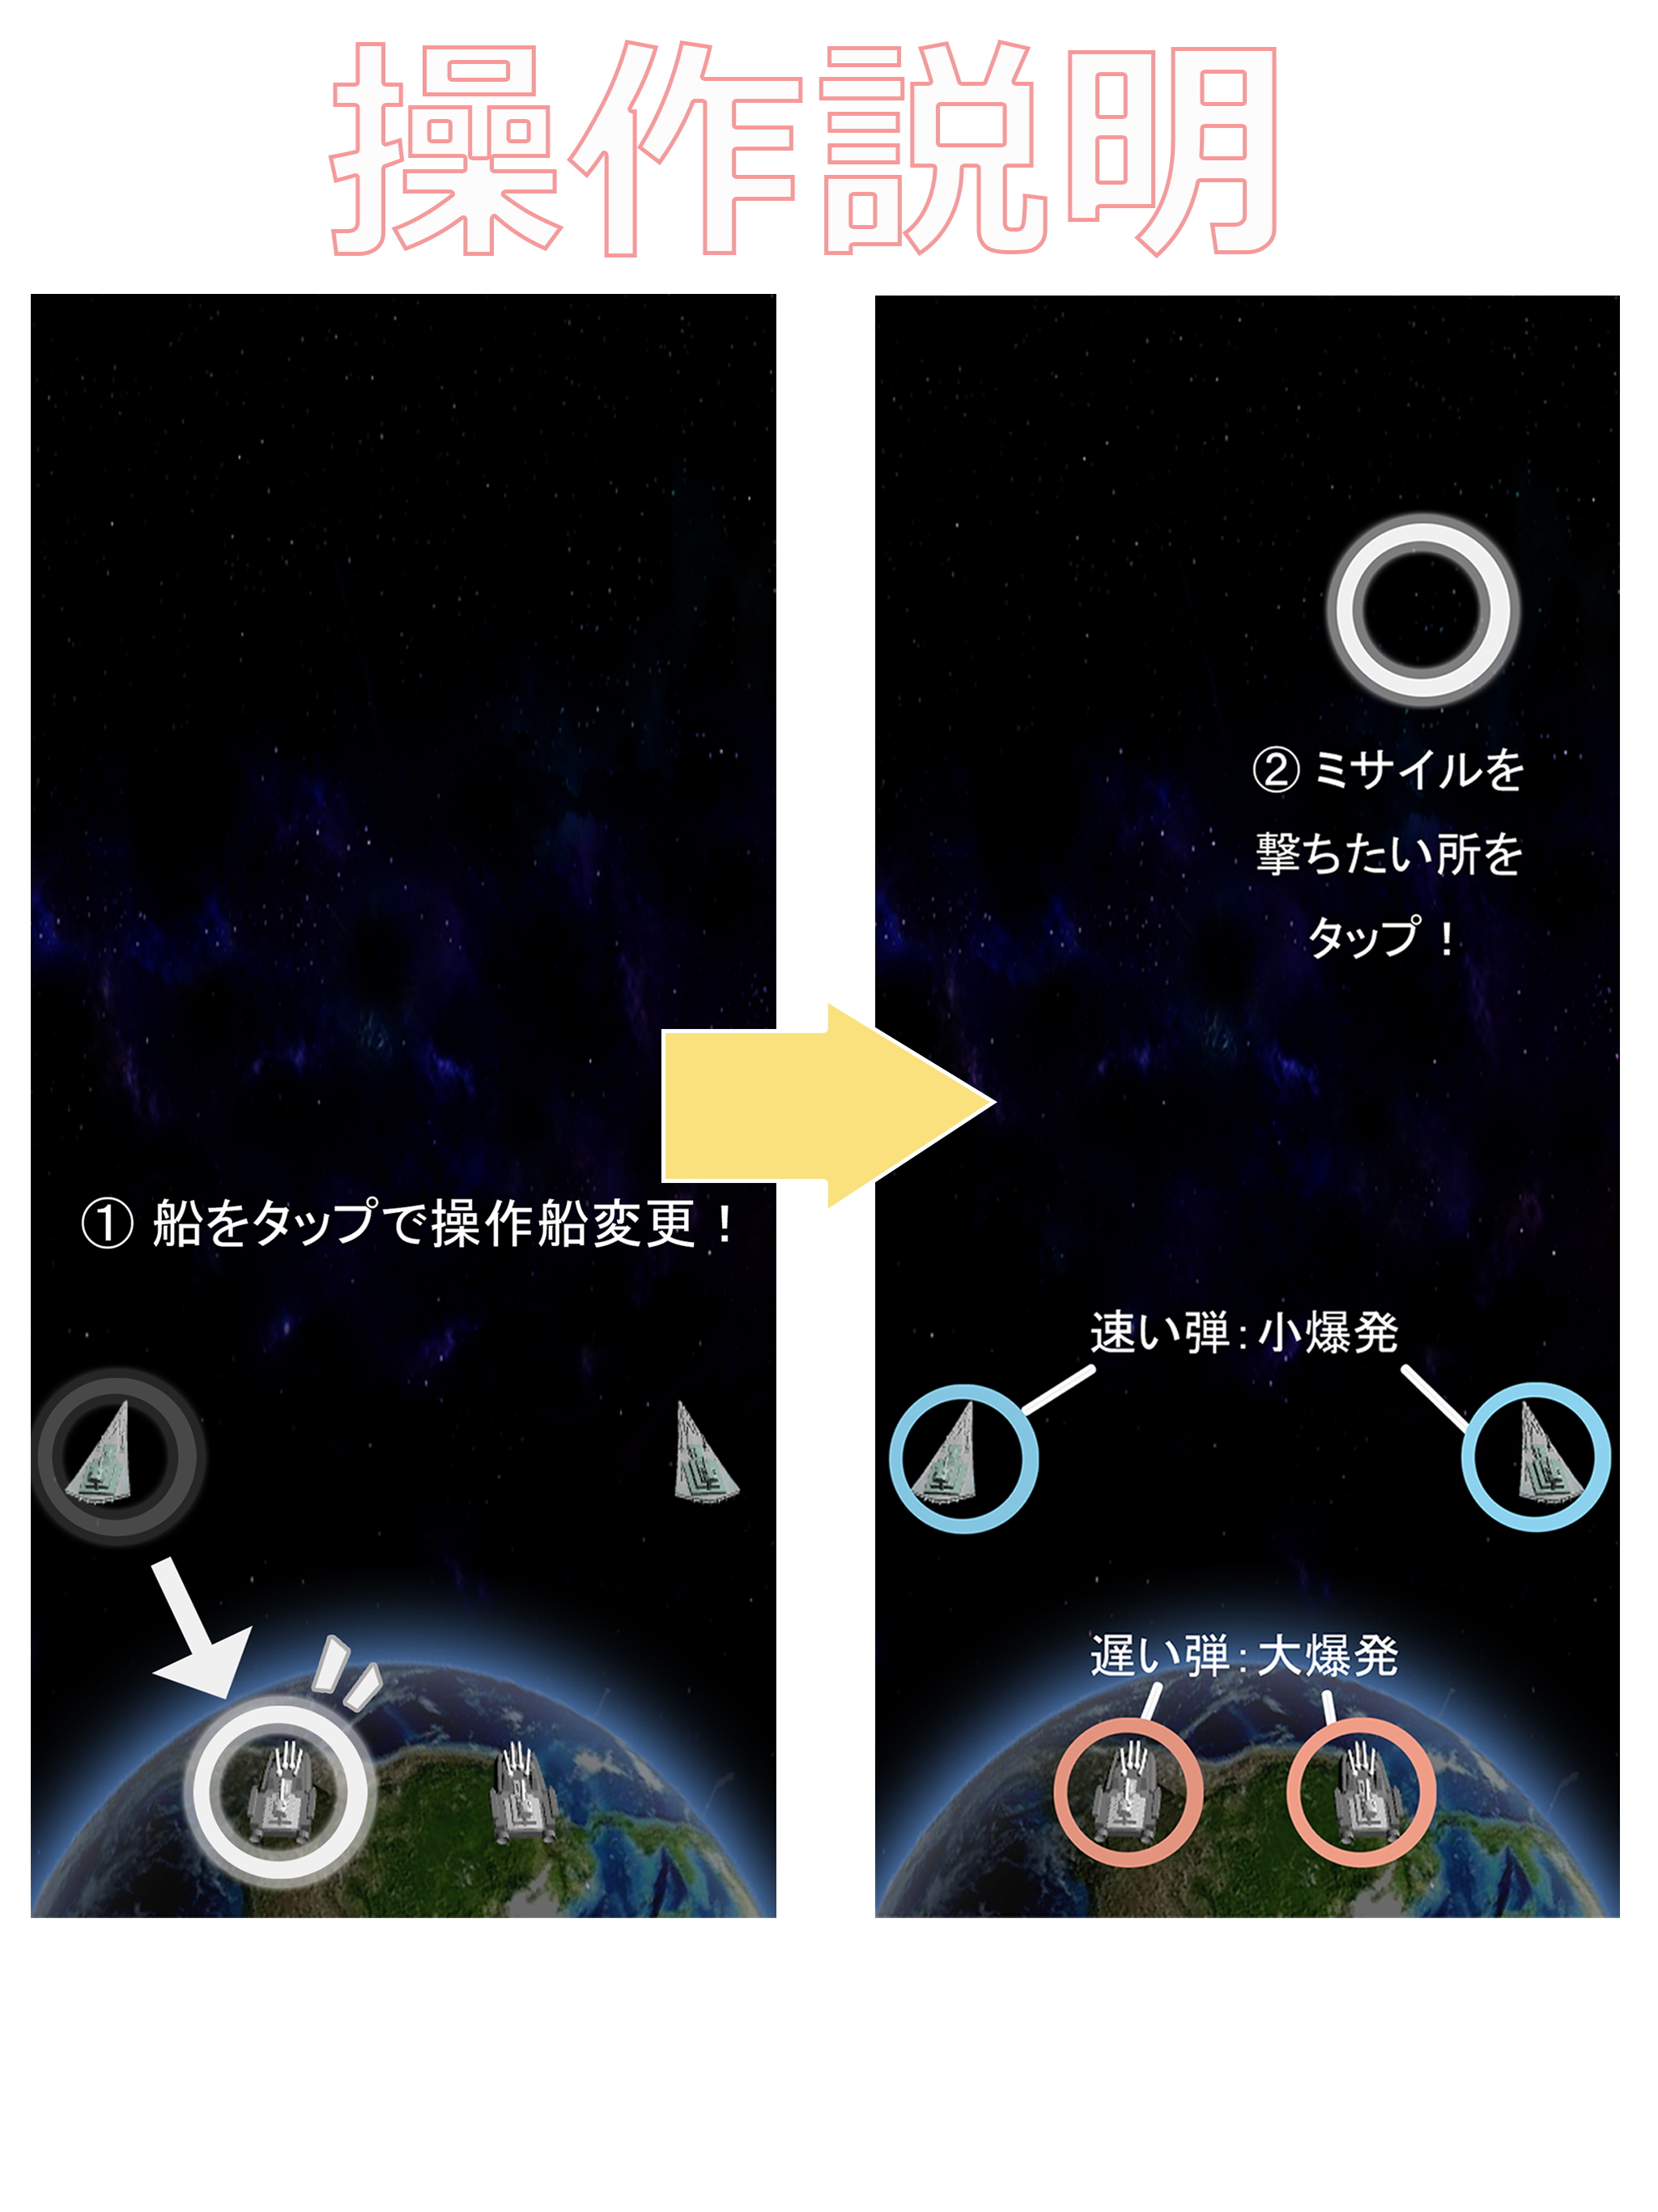 操作説明
① 船をタップで操作船変更！
② ミサイルを
撃ちたい所を
タップ！
速い弾：小爆発
遅い弾：大爆発